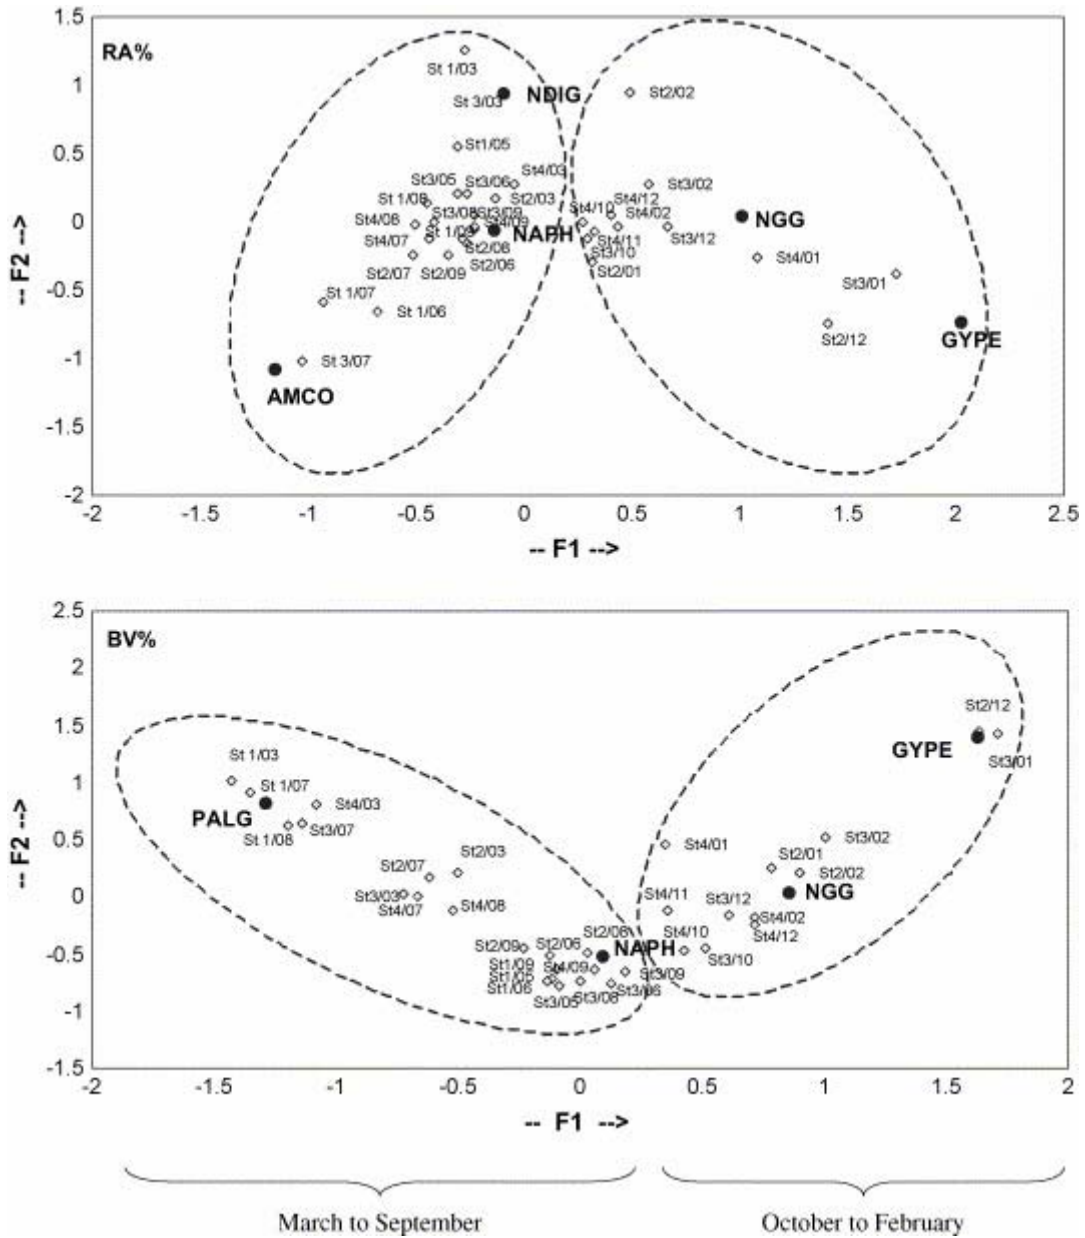 1.5
RA%
St 1/03
1
NDIG
St2/02
St 3/03
0.5
St1/05
St4/03
St3/05
St3/06
St3/02
St 1/08
St2/03
St4/10
St4/12
St3/08
St3/09
St4/08
St4/09
St4/02
NGG
0
St4/07
St 1/09
NAPH
St4/11
St3/12
St2/08
St3/10
St4/01
St2/07
St2/09
St2/06
St2/01
St3/01
-0.5
St 1/07
St 1/06
St2/12
GYPE
-1
St 3/07
AMCO
-1.5
-2
-2
-1.5
-1
-0.5
0
0.5
1
1.5
2
2.5
-- F2 -->
-- F1 -->
2.5
BV%
2
St2/12
1.5
GYPE
St 1/03
St3/01
1
St 1/07
St4/03
PALG
St 1/08
St3/07
St3/02
0.5
St4/01
St2/07
St2/03
St2/01
St2/02
0
St3/03
St4/07
St4/08
St4/11
St3/12
NGG
St4/02
St4/10
St4/12
St2/09
St2/06
St2/08
NAPH
St3/10
-0.5
St1/09
St4/09
St3/09
St1/05
St1/06
St3/05
St3/08
St3/06
-1
-1.5
-2
-1.5
-1
-0.5
0
0.5
1
1.5
2
-- F2 -->
-- F1 -->
March to September
October to February